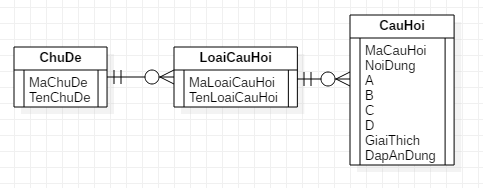 ChuDe
MaChuDe
TenChuDe
LoaiCauHoi
MaLoaiCauHoi
TenLoaiCauHoi
CauHoi
MaCauHoi
NoiDung
A
B
C
D
GiaiThich
DapAnDung